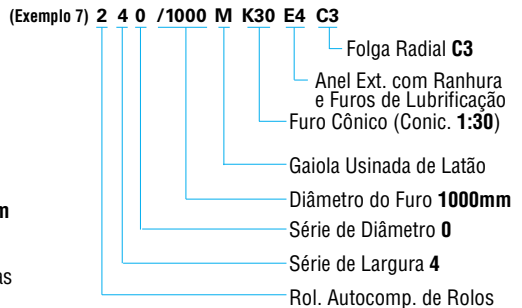 (Exemplo 7) 2 4 0 /1000 M K30 E4 C3
Folga Radial C3
Anel Ext. com Ranhura
e Furos de Lubrificação
Furo Cônico (Conic. 1:30)
Gaiola Usinada de Latão
Diâmetro do Furo 1000mm
m
Série de Diâmetro 0
Série de Largura 4
as
Rol. Autocomp. de Rolos